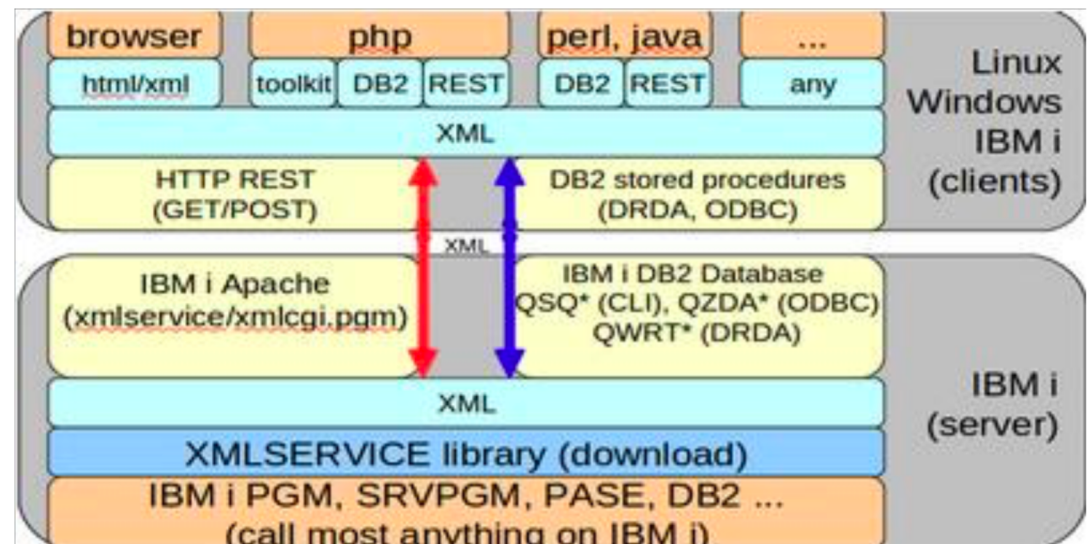 browser
php
perl, java
...
html/xml
toolkit
DB2
REST
DB2
REST
any
XML
Linux
Windows
IBM i
(clients)
HTTP REST
(GET/POST)
DB2 stored procedures
(DRDA, ODBC)
XML
IBM i Apache
(xmlservice/xmlcgi.pgm)
IBM i DB2 Database
QSQ* (CLI), QZDA* (ODBC)
QWRT* (DRDA)
XML
IBM i
(server)
XMLSERVICE library (download)
IBM i PGM, SRVPGM, PASE, DB2 ...
(call most anything on IBM i)